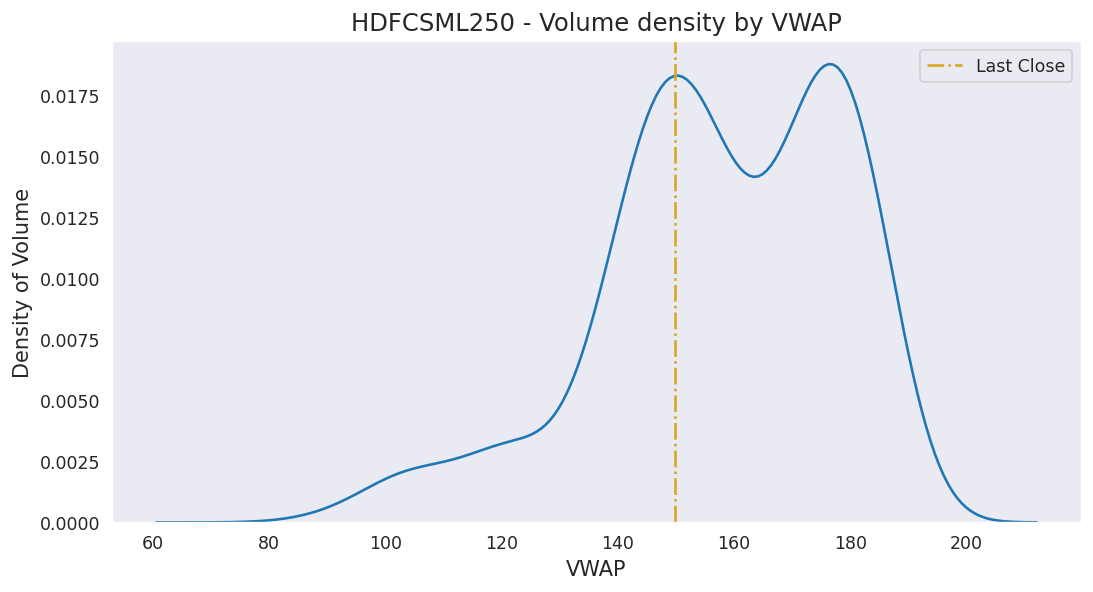 HDFCSML250 - Volume density by VWAP
Last Close
Density of Volume
0.0175
0.0150
0.0125
0.0100
0.0075
0.0050
0.0025
0.0000
60 80 100 120 140 160 180 200
VWAP